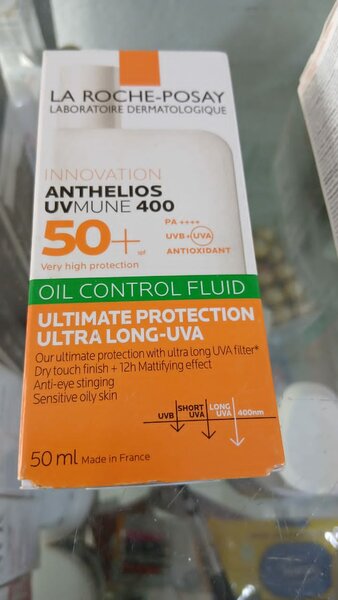 LA ROCHE-POSAY
LABORATOIRE DERMATOLOGIQUE
INNOVATION
ANTHELIOS
UVMUNE 400
50+ SPF
PA ++++
UVB + UVA
ANTIOXIDANT
Very high protection
OIL CONTROL FLUID
ULTIMATE PROTECTION
ULTRA LONG-UVA
Our ultimate protection with ultra long UVA filter*
Dry touch finish + 12h Mattifying effect
Anti-eye stinging
Sensitive oily skin
UVB SHORT UVA LONG UVA 400nm
50 ml Made in France